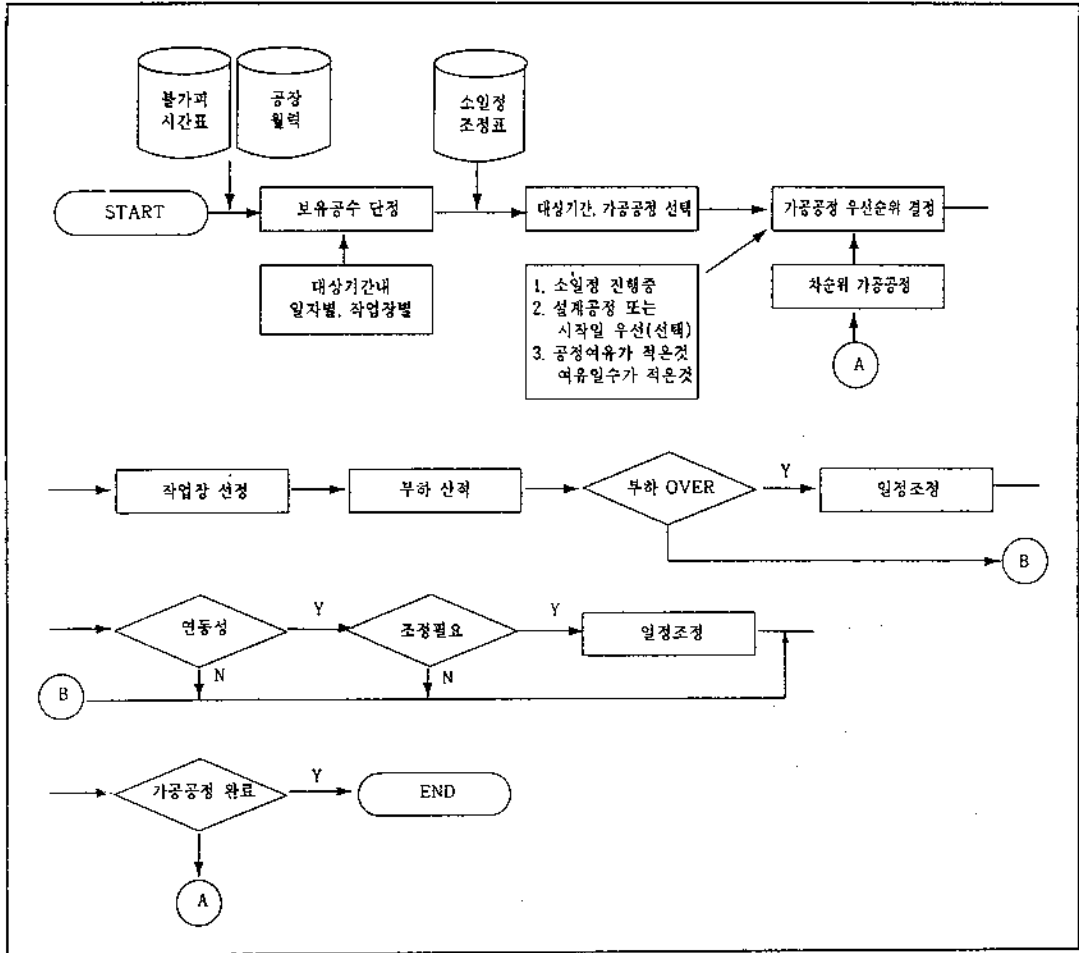 불가피
시간표
공장
월력
소일정
조정표
START
보유공수 단정
대상기간, 가공공정 선택
가공공정 우선순위 결정
대상기간내
일자별, 작업장별
1. 소일정 진행중
2. 설계공정 또는
시작일 우선(선택)
3. 공정여유가 적은것
여유일수가 적은것
차순위 가공공정
A
작업장 선정
부하 산적
부하 OVER
Y
일정조정
B
연동성
Y
조정필요
Y
일정조정
N
N
B
가공공정 완료
Y
END
A